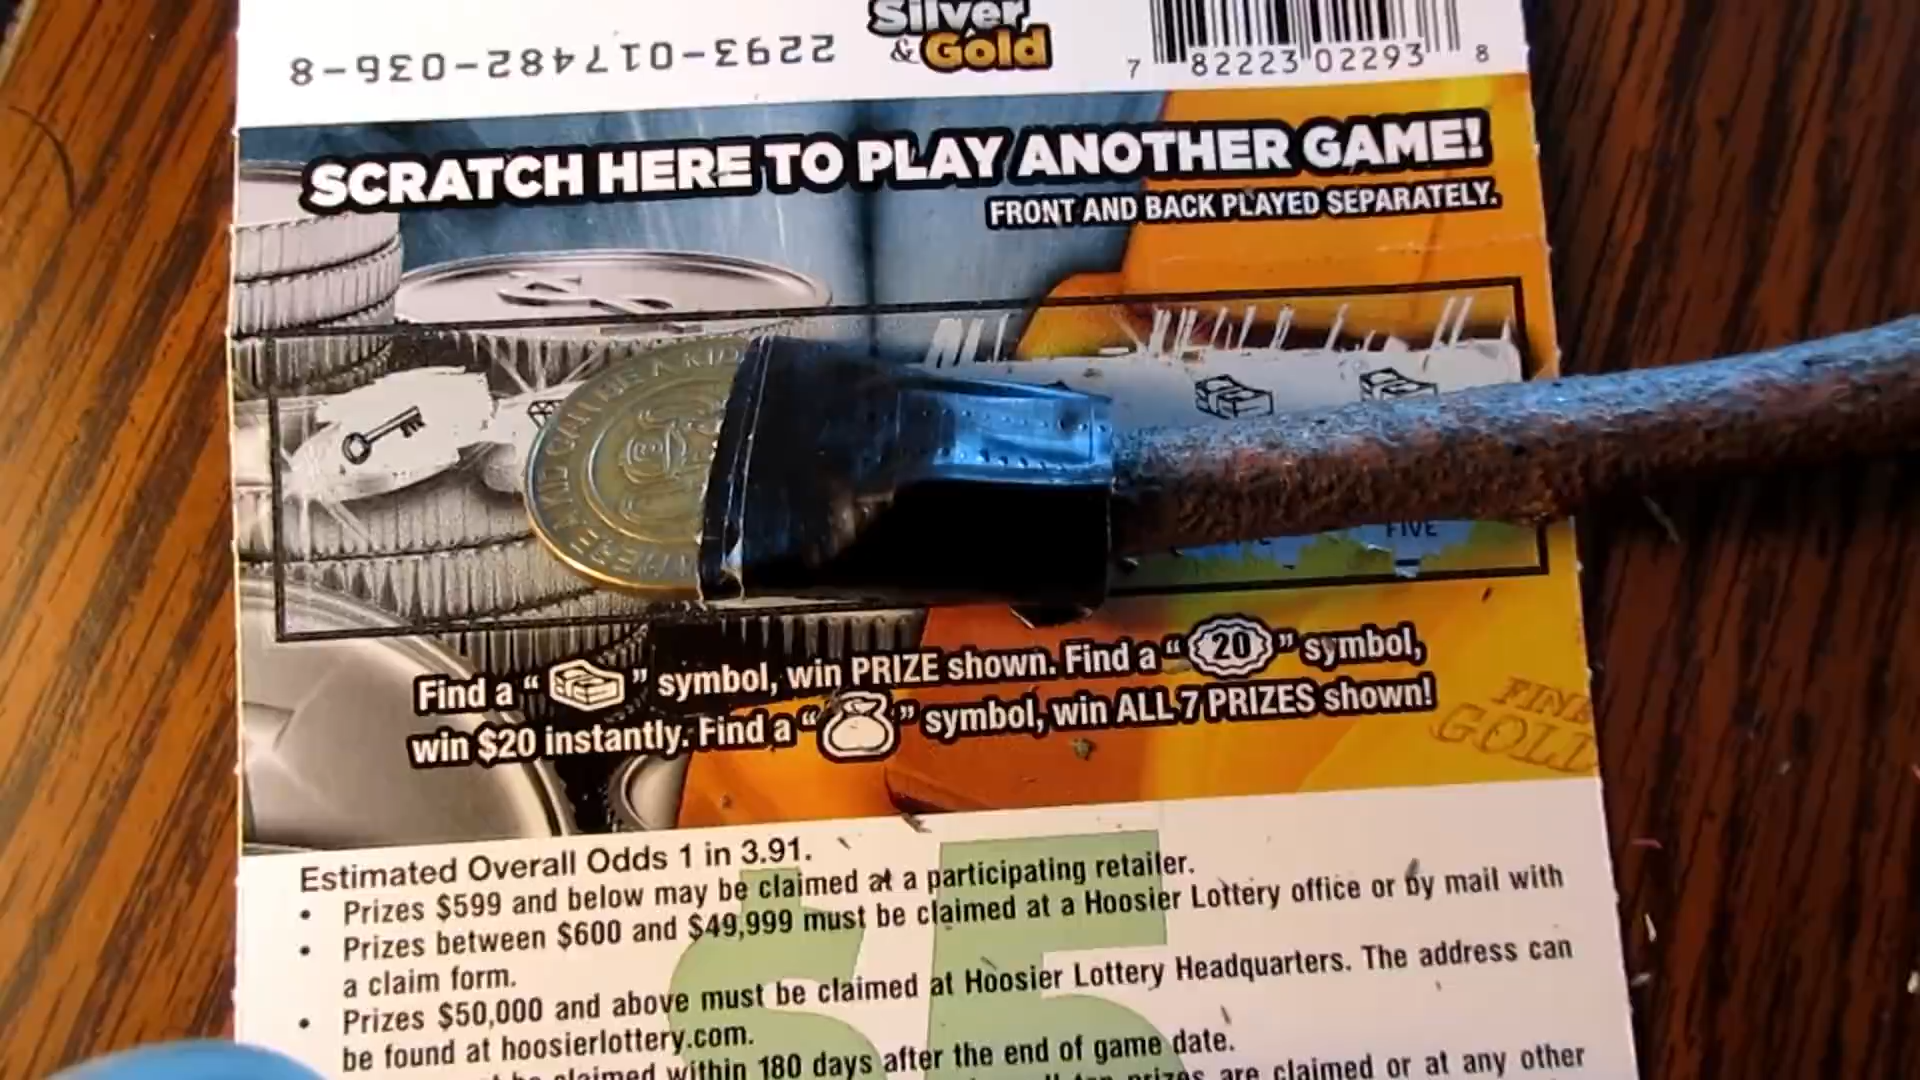 Silver
& Gold
2293-017482-036-8
7 82223 02293 8
SCRATCH HERE TO PLAY ANOTHER GAME!
FRONT AND BACK PLAYED SEPARATELY.
FIVE
Find a " " symbol, win PRIZE shown. Find a " 20 " symbol,
win $20 instantly. Find a " " symbol, win ALL 7 PRIZES shown!
FINE
GOLD
Estimated Overall Odds 1 in 3.91.
• Prizes $599 and below may be claimed at a participating retailer.
• Prizes between $600 and $49,999 must be claimed at a Hoosier Lottery office or by mail with
a claim form.
• Prizes $50,000 and above must be claimed at Hoosier Lottery Headquarters. The address can
be found at hoosierlottery.com.
claimed within 180 days after the end of game date.
prizes are claimed or at any other
$5